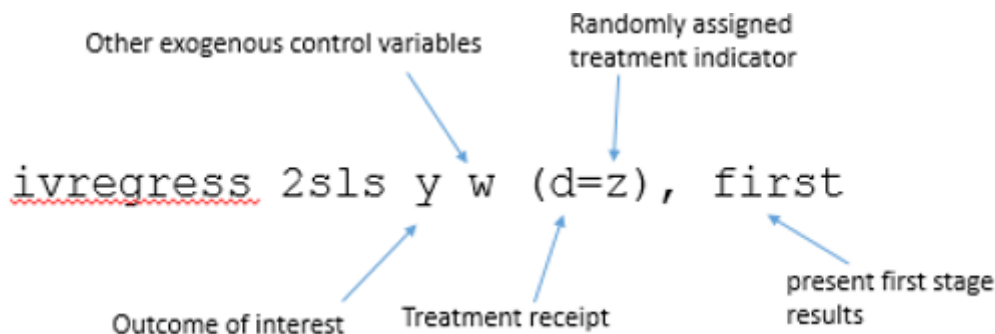 Other exogenous control variables
Randomly assigned
treatment indicator
ivregress 2sls y w (d=z), first
Outcome of interest
Treatment receipt
present first stage
results